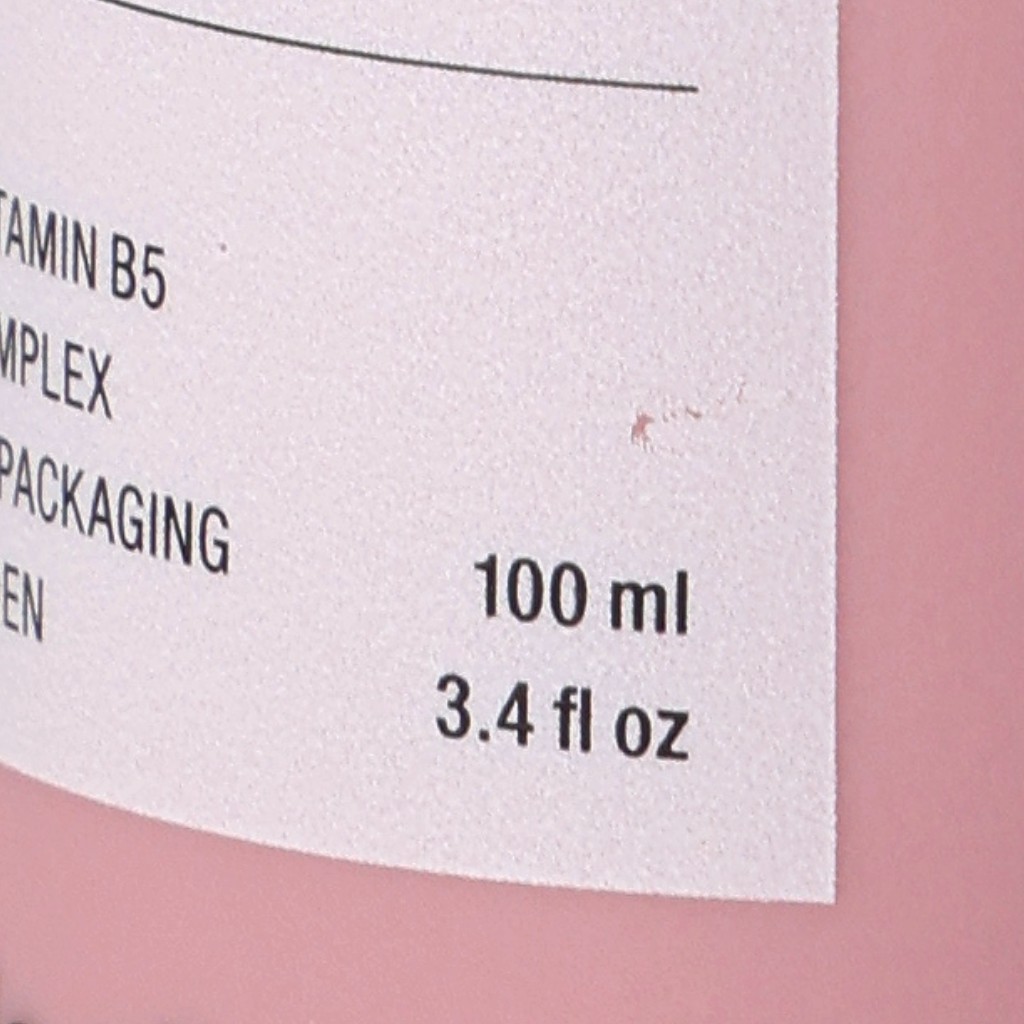 TAMIN B5
MPLEX
PACKAGING
EN
100 ml
3.4 fl oz